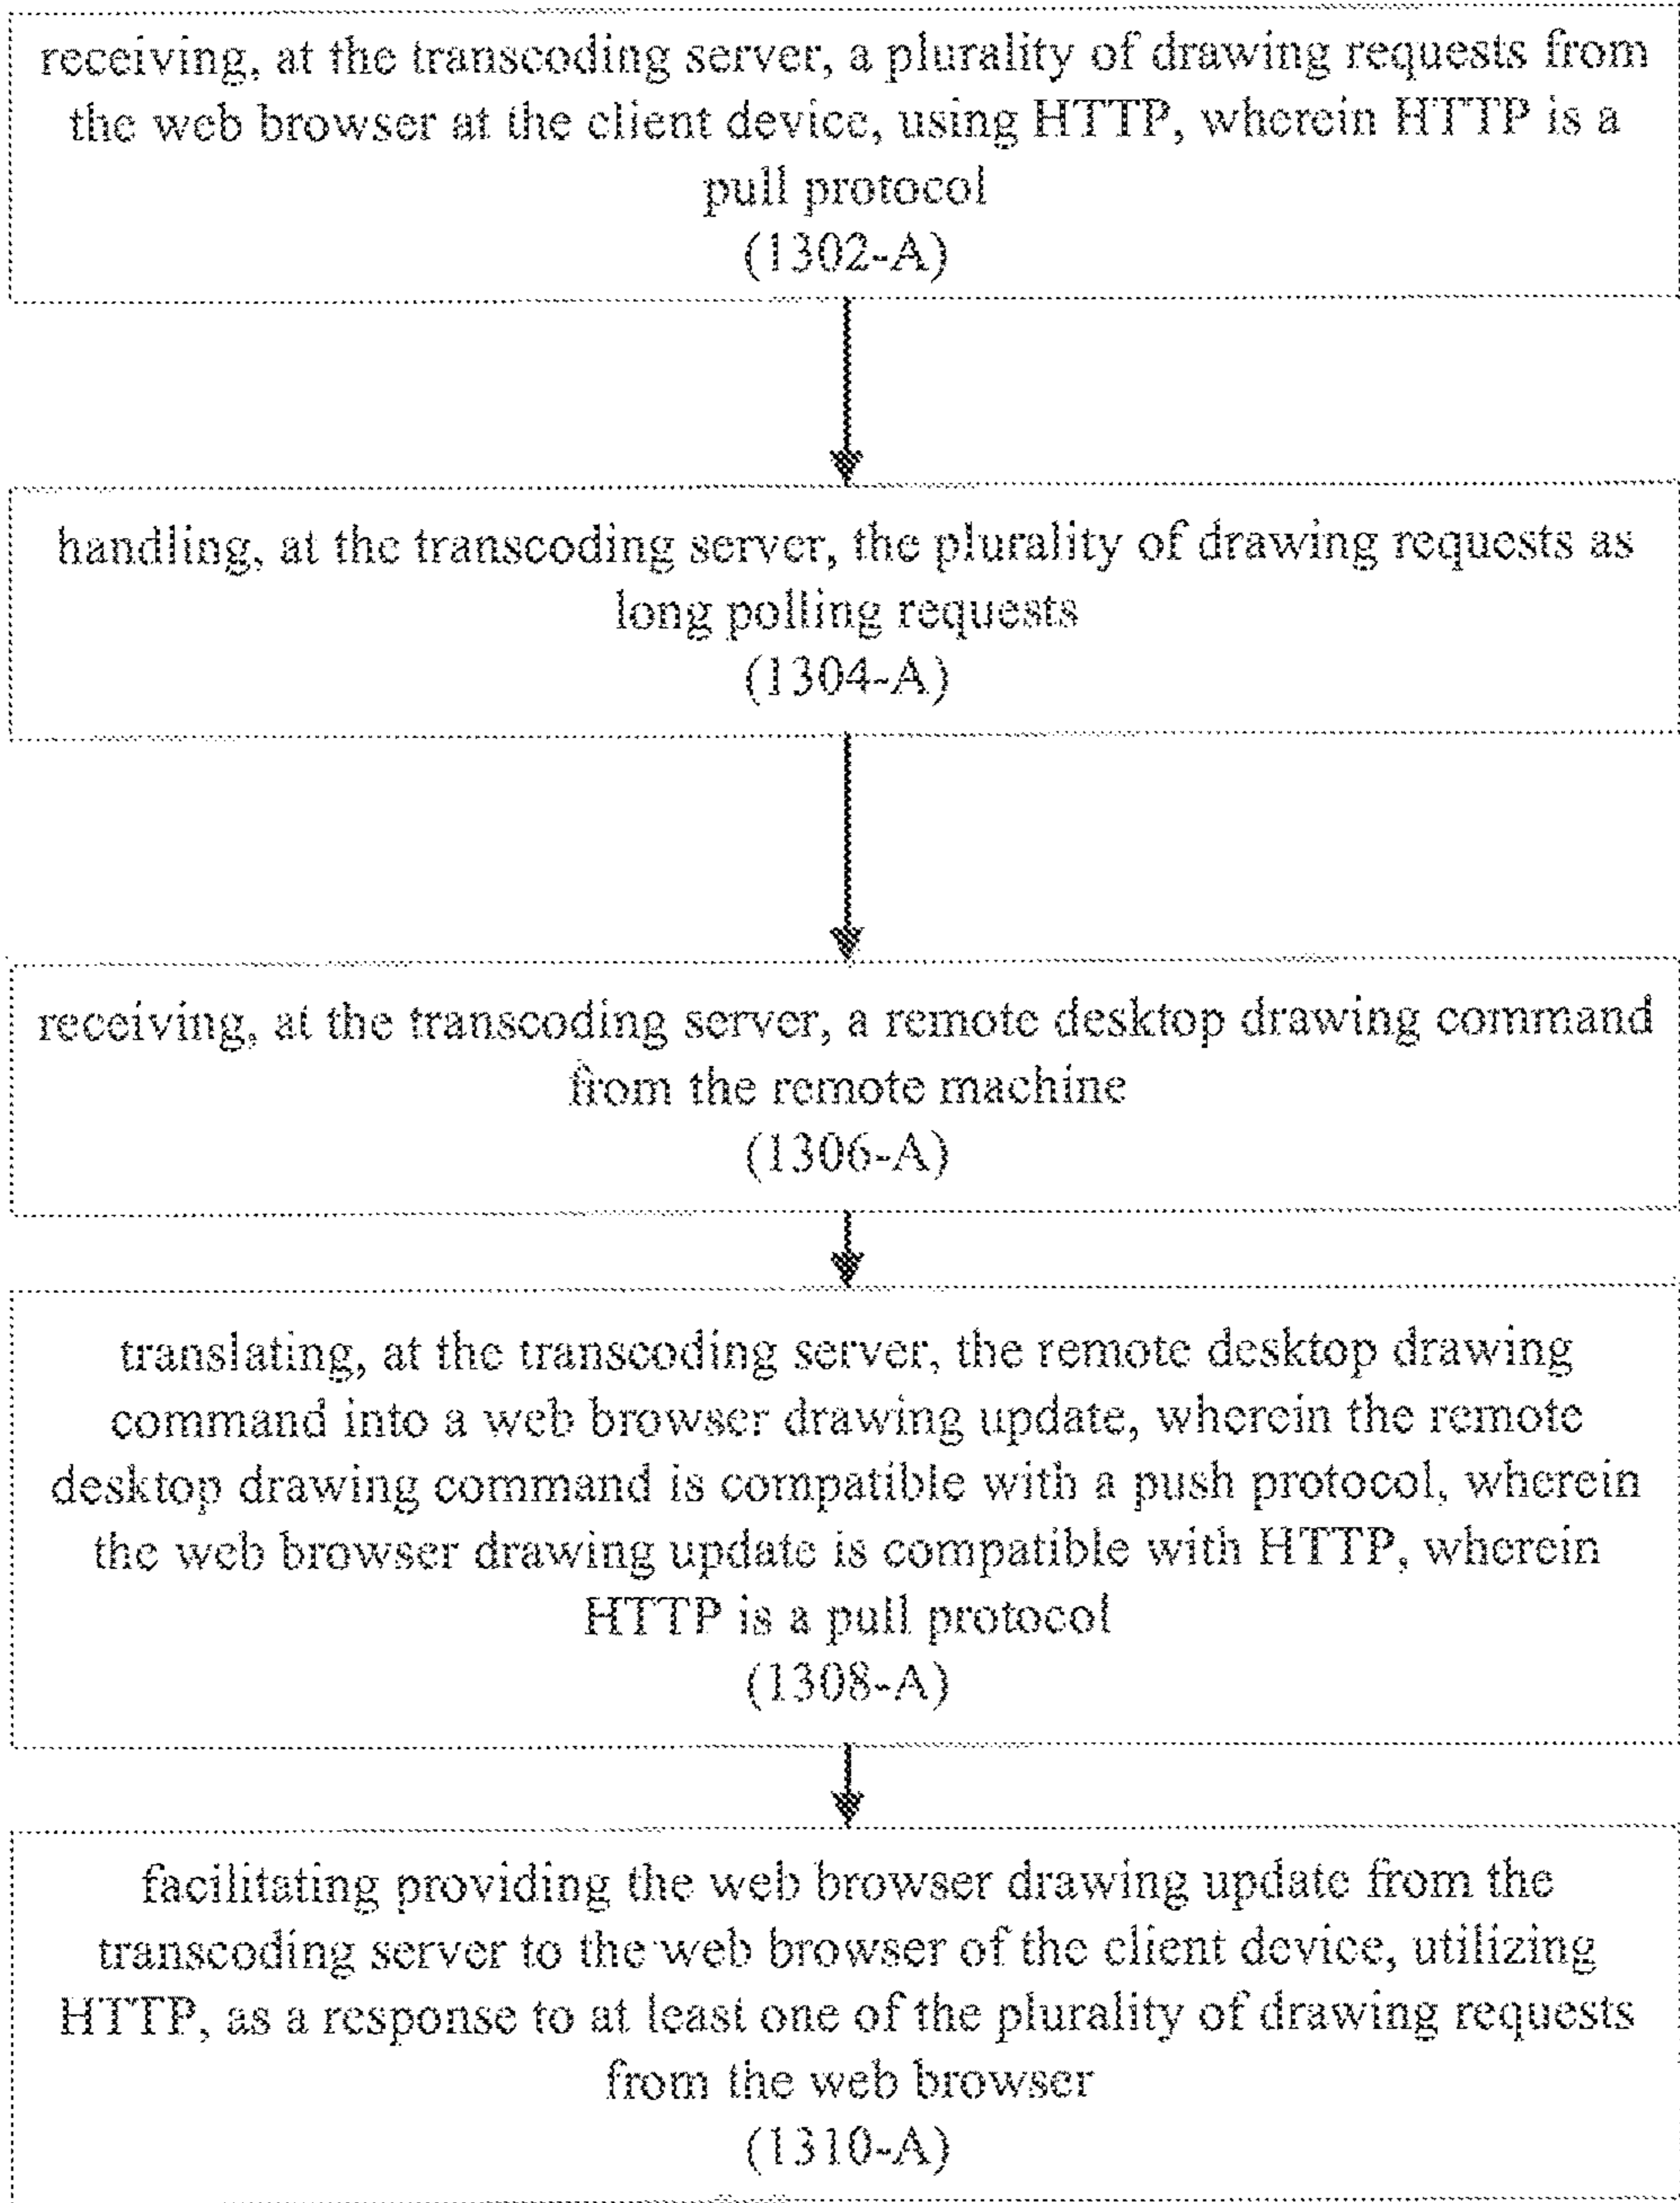 receiving, at the transcoding server, a plurality of drawing requests from
the web browser at the client device, using HTTP, wherein HTTP is a
pull protocol
(1302-A)
handling, at the transcoding server, the plurality of drawing requests as
long polling requests
(1304-A)
receiving, at the transcoding server, a remote desktop drawing command
from the remote machine
(1306-A)
translating, at the transcoding server, the remote desktop drawing
command into a web browser drawing update, wherein the remote
desktop drawing command is compatible with a push protocol, wherein
the web browser drawing update is compatible with HTTP, wherein
HTTP is a pull protocol
(1308-A)
facilitating providing the web browser drawing update from the
transcoding server to the web browser of the client device, utilizing
HTTP, as a response to at least one of the plurality of drawing requests
from the web browser
(1310-A)